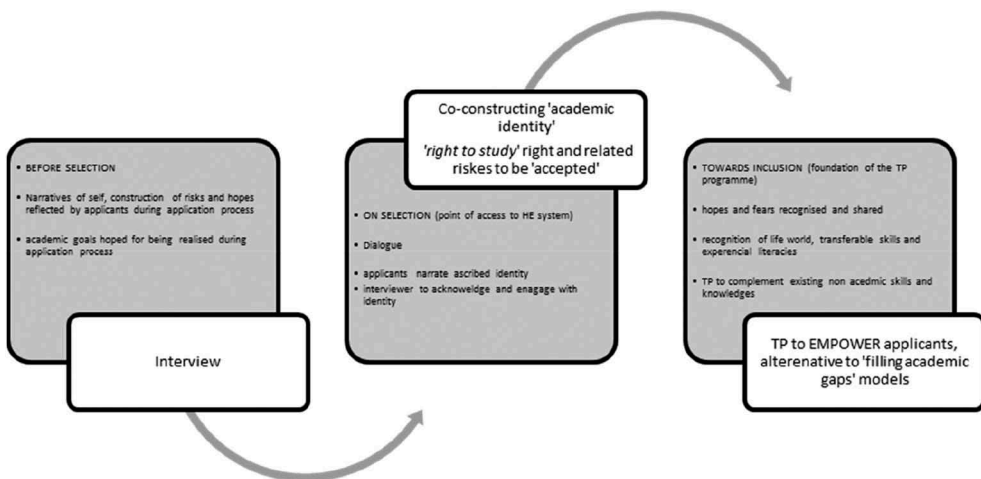 ▪ BEFORE SELECTION
▪ Narratives of self, construction of risks and hopes
reflected by applicants during application process
▪ academic goals hoped for being realised during
application process
Interview
Co-constructing 'academic
identity'
'right to study' right and related
riskes to be 'accepted'
▪ ON SELECTION (point of access to HE system)
▪ Dialogue
▪ applicants narrate ascribed identity
▪ interviewer to acknoweldge and enagage with
identity
▪ TOWARDS INCLUSION (foundation of the TP
programme)
▪ hopes and fears recognised and shared
▪ recognition of life world, transferable skills and
experencial literacies
▪ TP to complement existing non acedmic skills and
knowledges
TP to EMPOWER applicants,
alterenative to 'filling academic
gaps' models